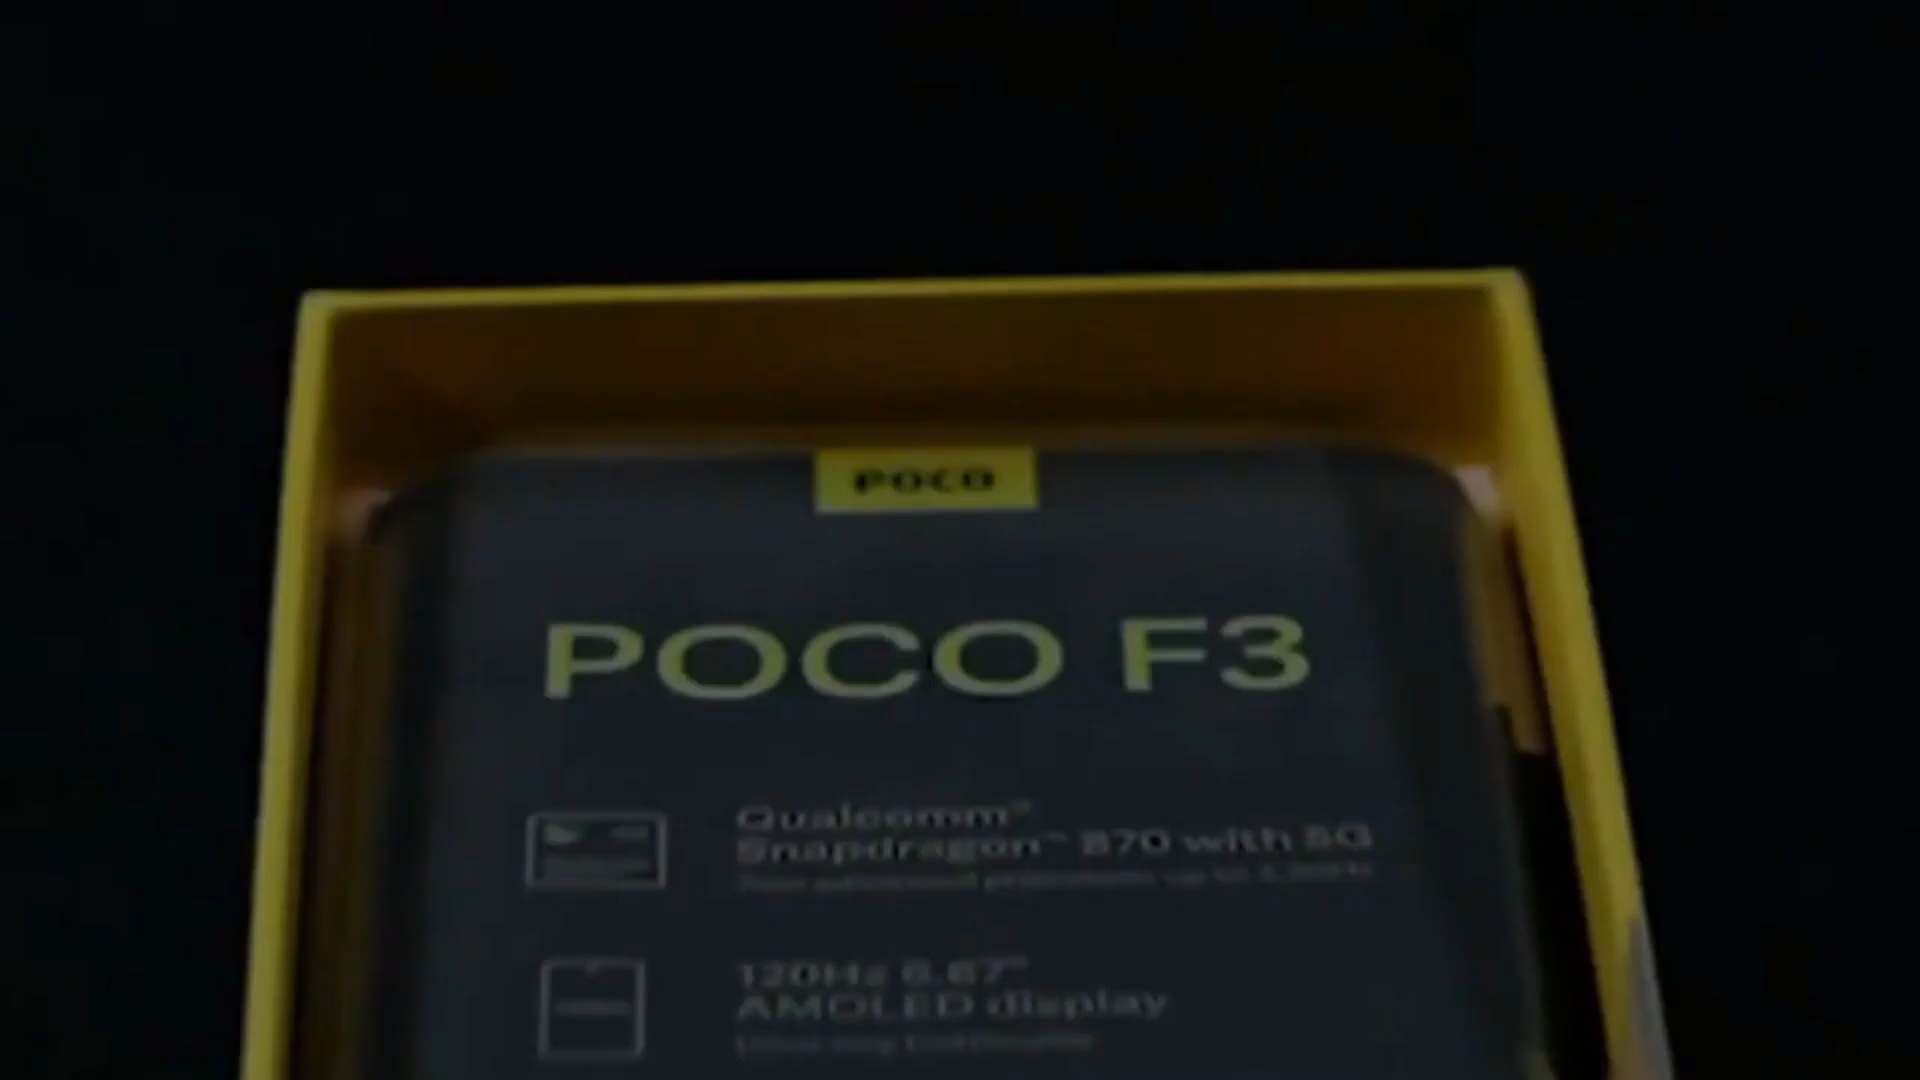 POCO
POCO F3
Qualcomm®
Snapdragon™ 870 with 5G
120Hz 6.67"
AMOLED display